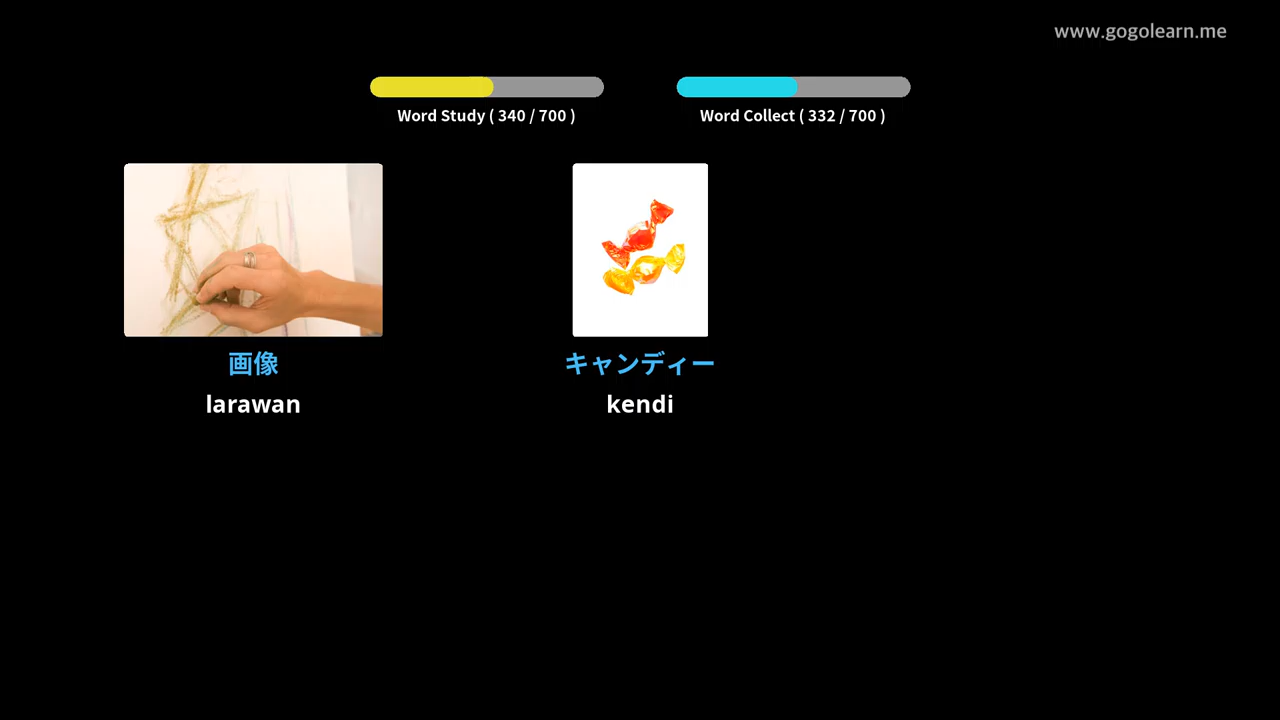 www.gogolearn.me
Word Study ( 340 / 700 )
Word Collect ( 332 / 700 )
画像
larawan
キャンディー
kendi